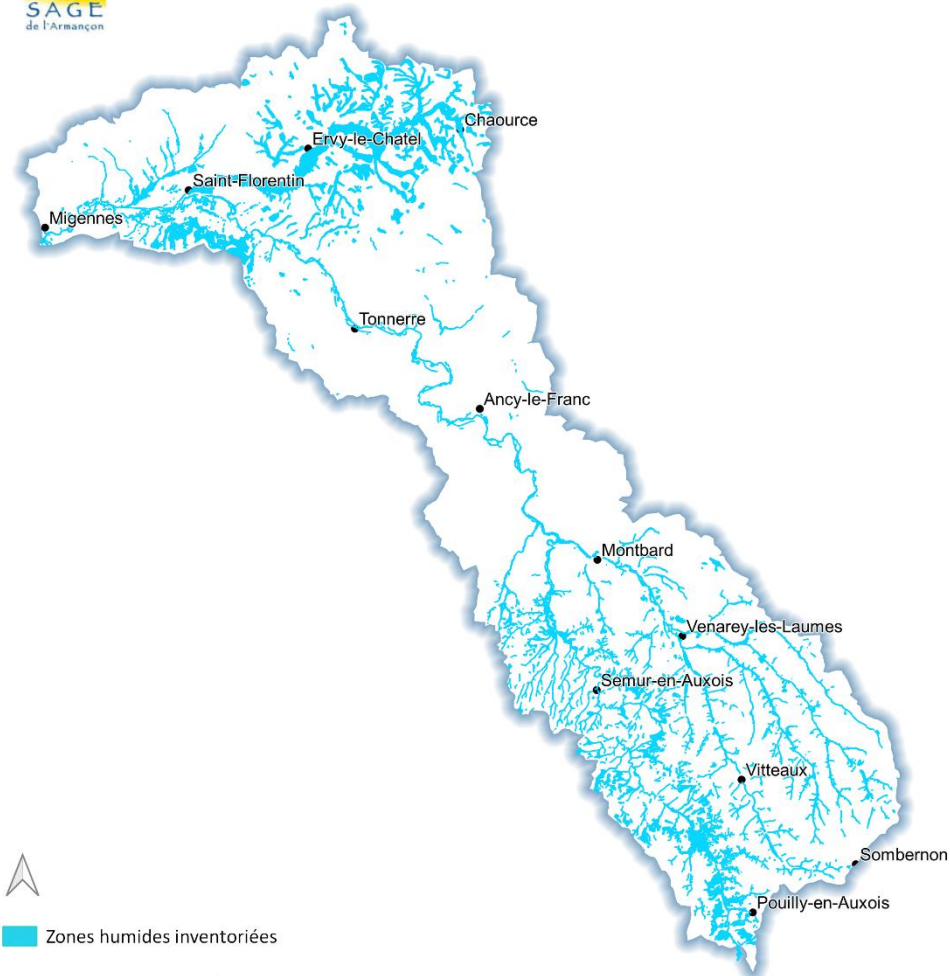 SAGE
de l'Armançon
Chaource
Ervy-le-Chatel
Saint-Florentin
Migennes
Tonnerre
Ancy-le-Franc
Montbard
Venarey-les-Laumes
Semur-en-Auxois
Vitteaux
Sombernon
Pouilly-en-Auxois
Zones humides inventoriées